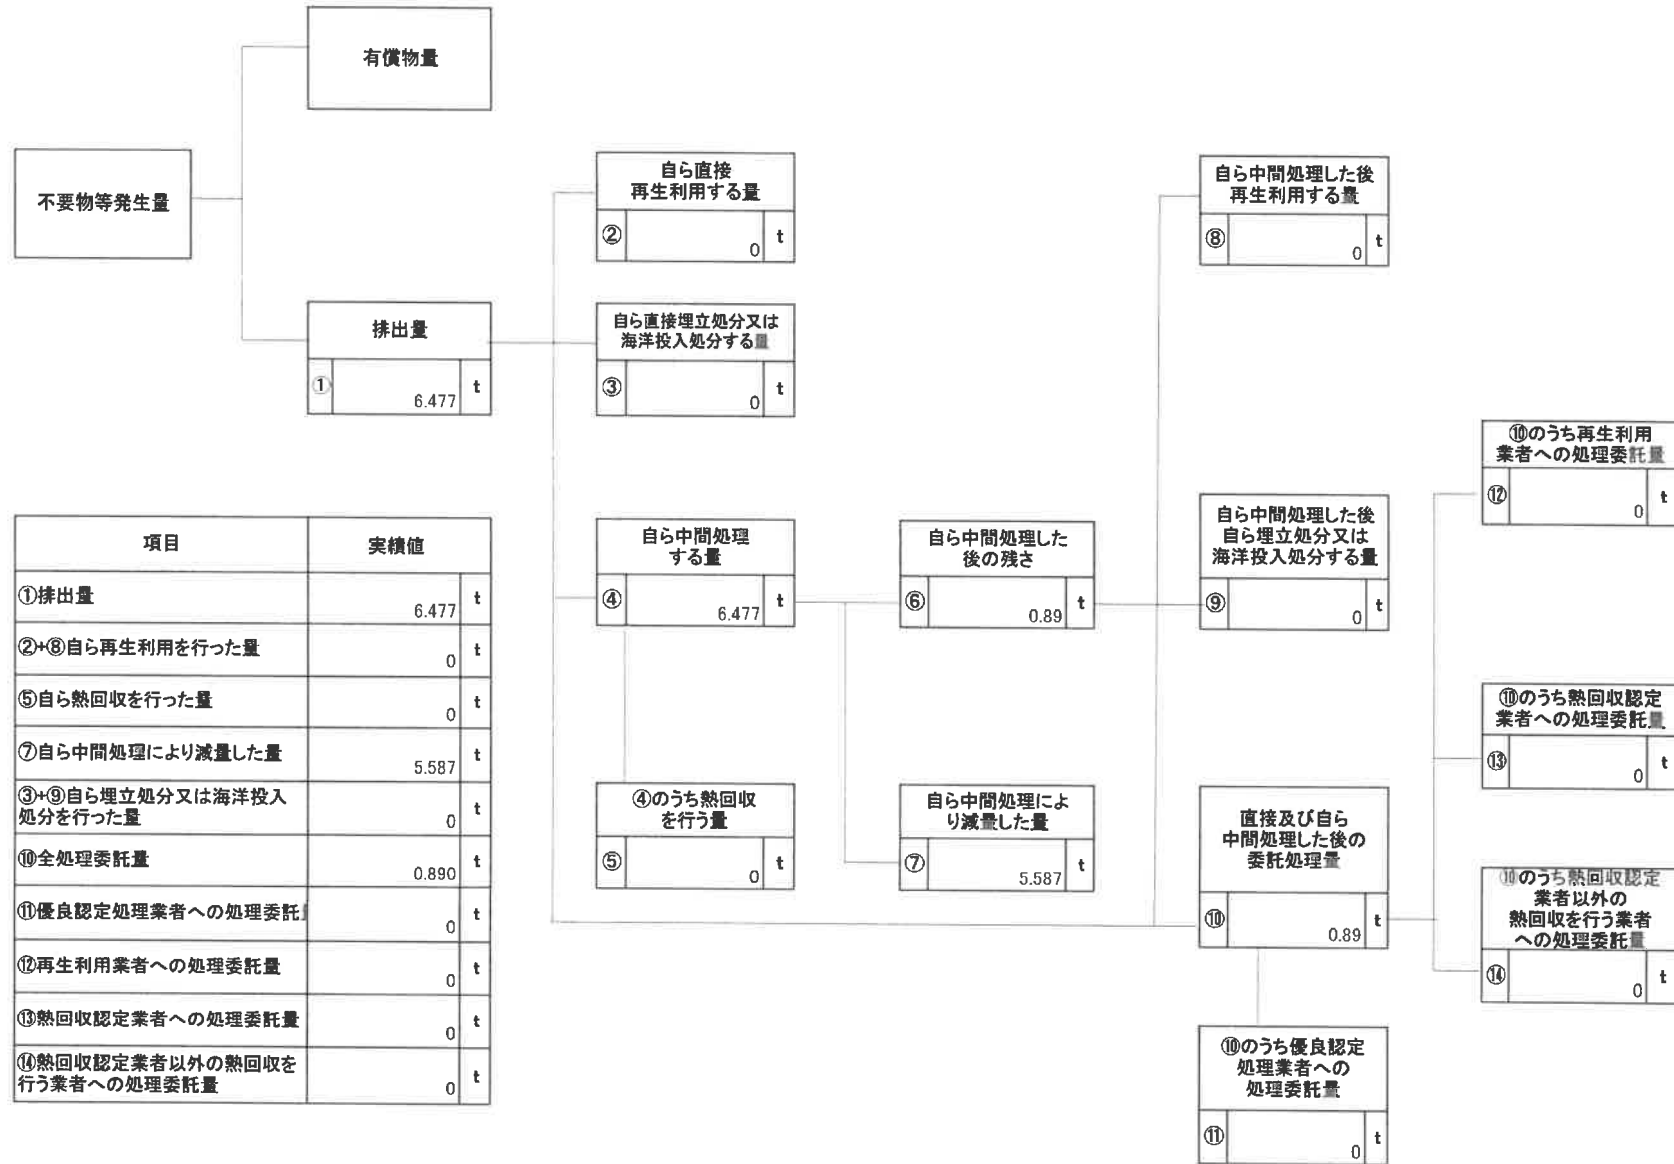 有償物量
不要物等発生量
排出量
① 6.477 t
自ら直接
再生利用する量
② 0 t
自ら直接埋立処分又は
海洋投入処分する量
③ 0 t
自ら中間処理
する量
④ 6.477 t
④のうち熱回収
を行う量
⑤ 0 t
自ら中間処理した
後の残さ
⑥ 0.89 t
自ら中間処理によ
り減量した量
⑦ 5.587 t
自ら中間処理した後
再生利用する量
⑧ 0 t
自ら中間処理した後
自ら埋立処分又は
海洋投入処分する量
⑨ 0 t
直接及び自ら
中間処理した後の
委託処理量
⑩ 0.89 t
⑩のうち優良認定
処理業者への
処理委託量
⑪ 0 t
⑩のうち再生利用
業者への処理委託量
⑫ 0 t
⑩のうち熱回収認定
業者への処理委託量
⑬ 0 t
⑩のうち熱回収認定
業者以外の
熱回収を行う業者
への処理委託量
⑭ 0 t
項目 実績値
①排出量 6.477 t
②+⑧自ら再生利用を行った量 0 t
⑤自ら熱回収を行った量 0 t
⑦自ら中間処理により減量した量 5.587 t
③+⑨自ら埋立処分又は海洋投入
処分を行った量 0 t
⑩全処理委託量 0.890 t
⑪優良認定処理業者への処理委託 0 t
⑫再生利用業者への処理委託量 0 t
⑬熱回収認定業者への処理委託量 0 t
⑭熱回収認定業者以外の熱回収を
行う業者への処理委託量 0 t